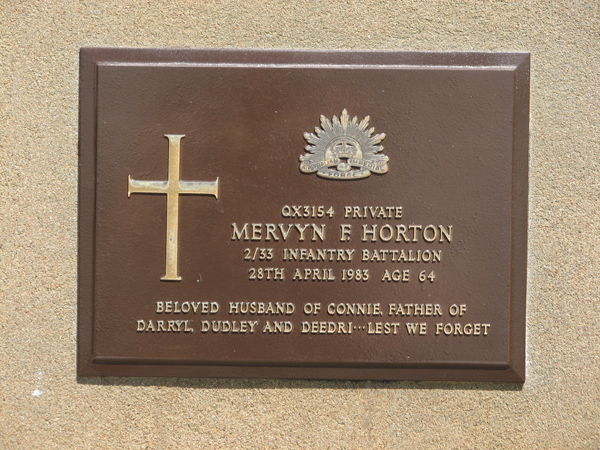 QX3154 PRIVATE
MERVYN F. HORTON
2/33 INFANTRY BATTALION
28TH APRIL 1983 AGE 64
BELOVED HUSBAND OF CONNIE, FATHER OF
DARRYL, DUDLEY AND DEEDRI···LEST WE FORGET